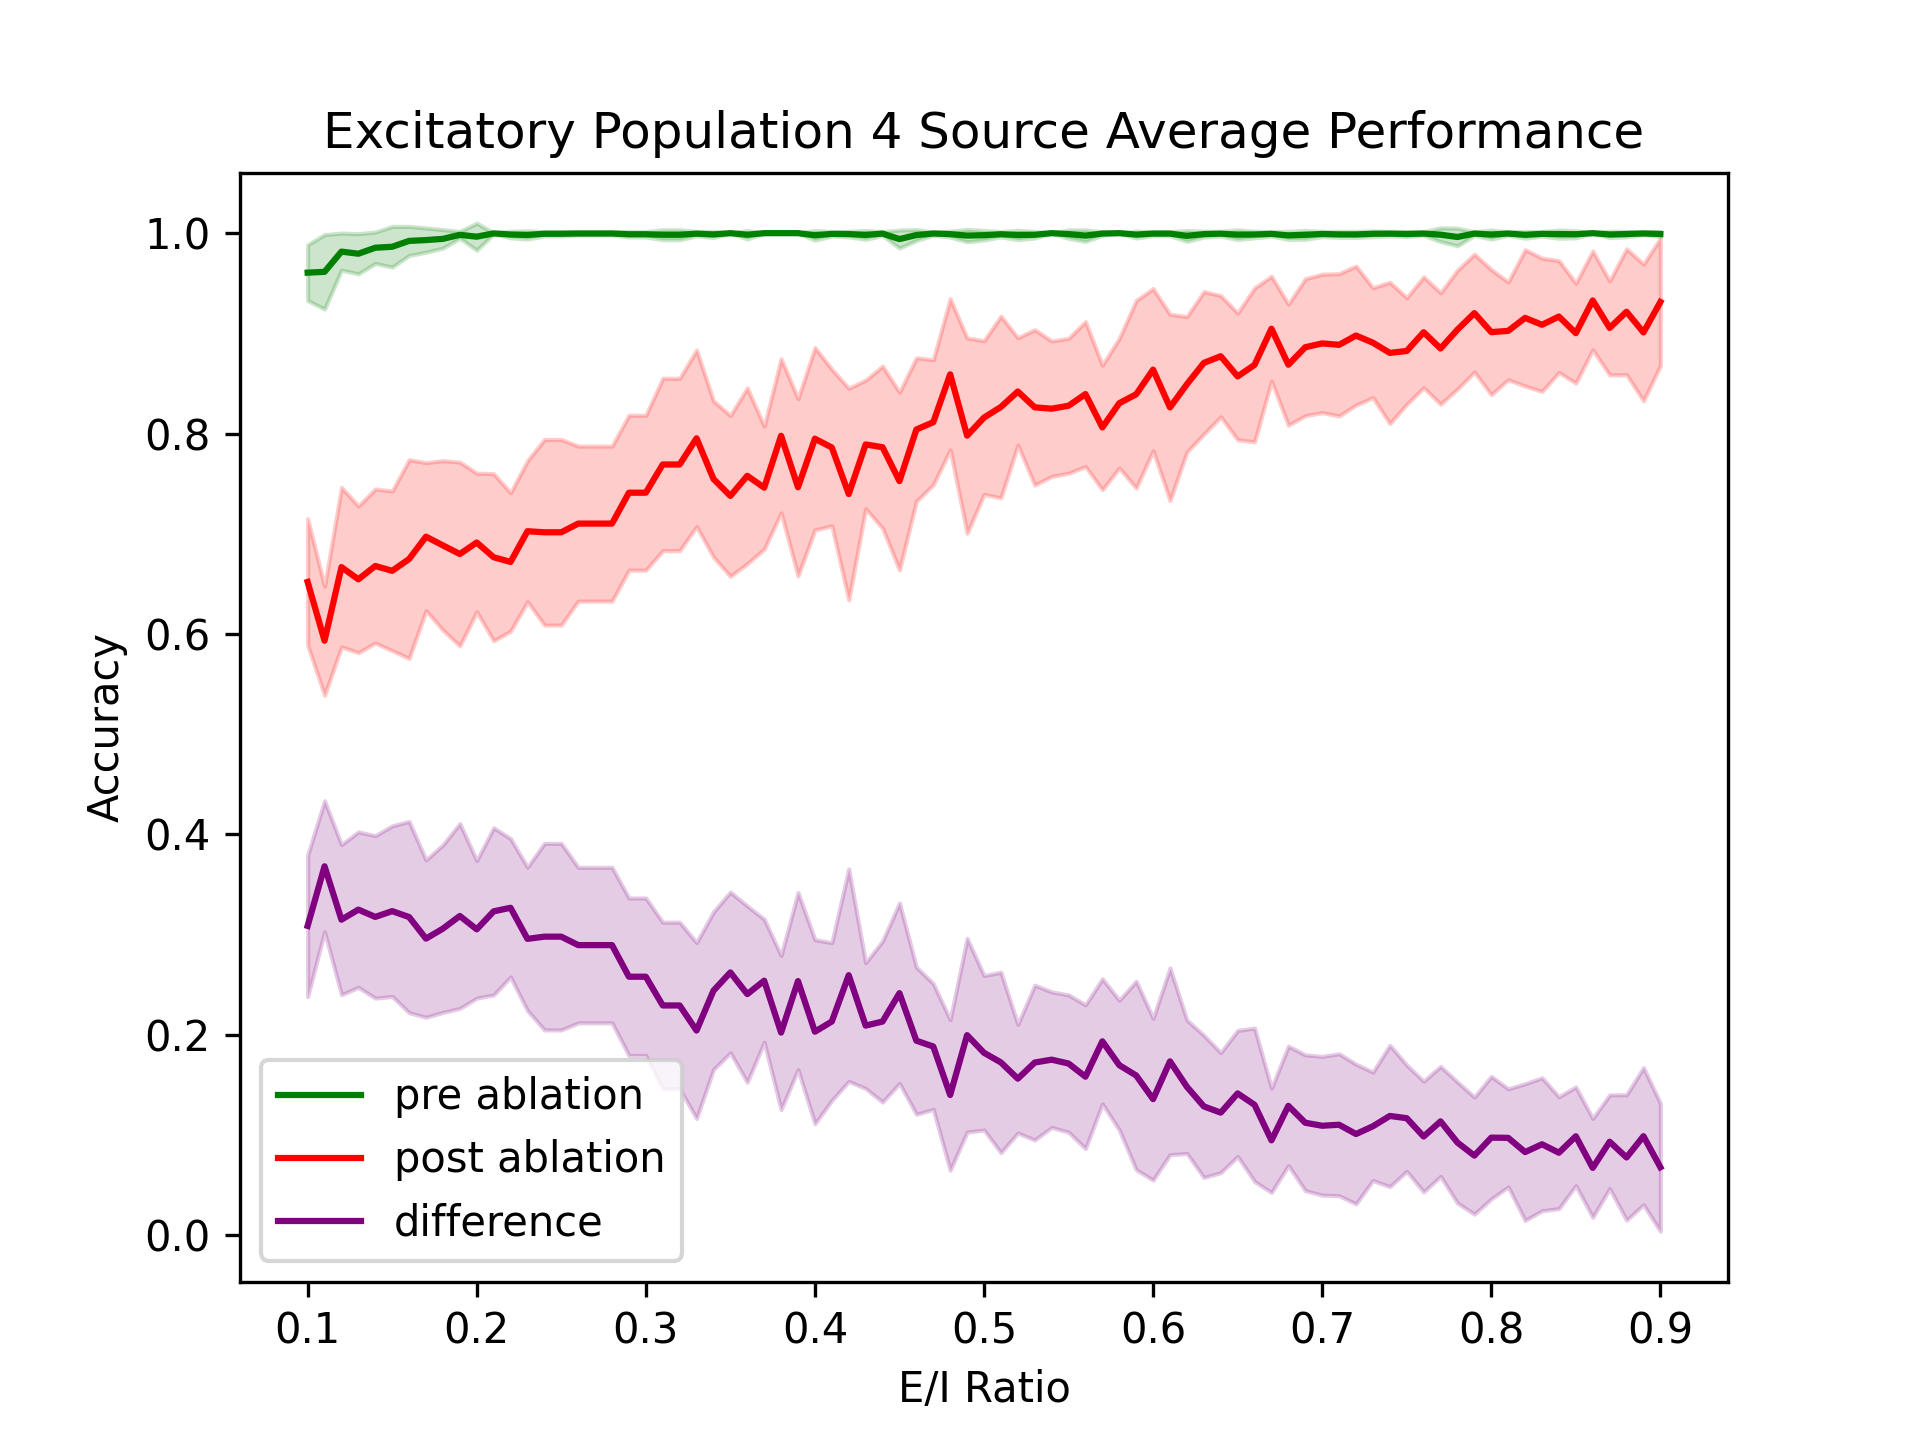 Excitatory Population 4 Source Average Performance
1.0
0.8
0.6
0.4
0.2
0.0
Accuracy
pre ablation
post ablation
difference
0.1 0.2 0.3 0.4 0.5 0.6 0.7 0.8 0.9
E/I Ratio